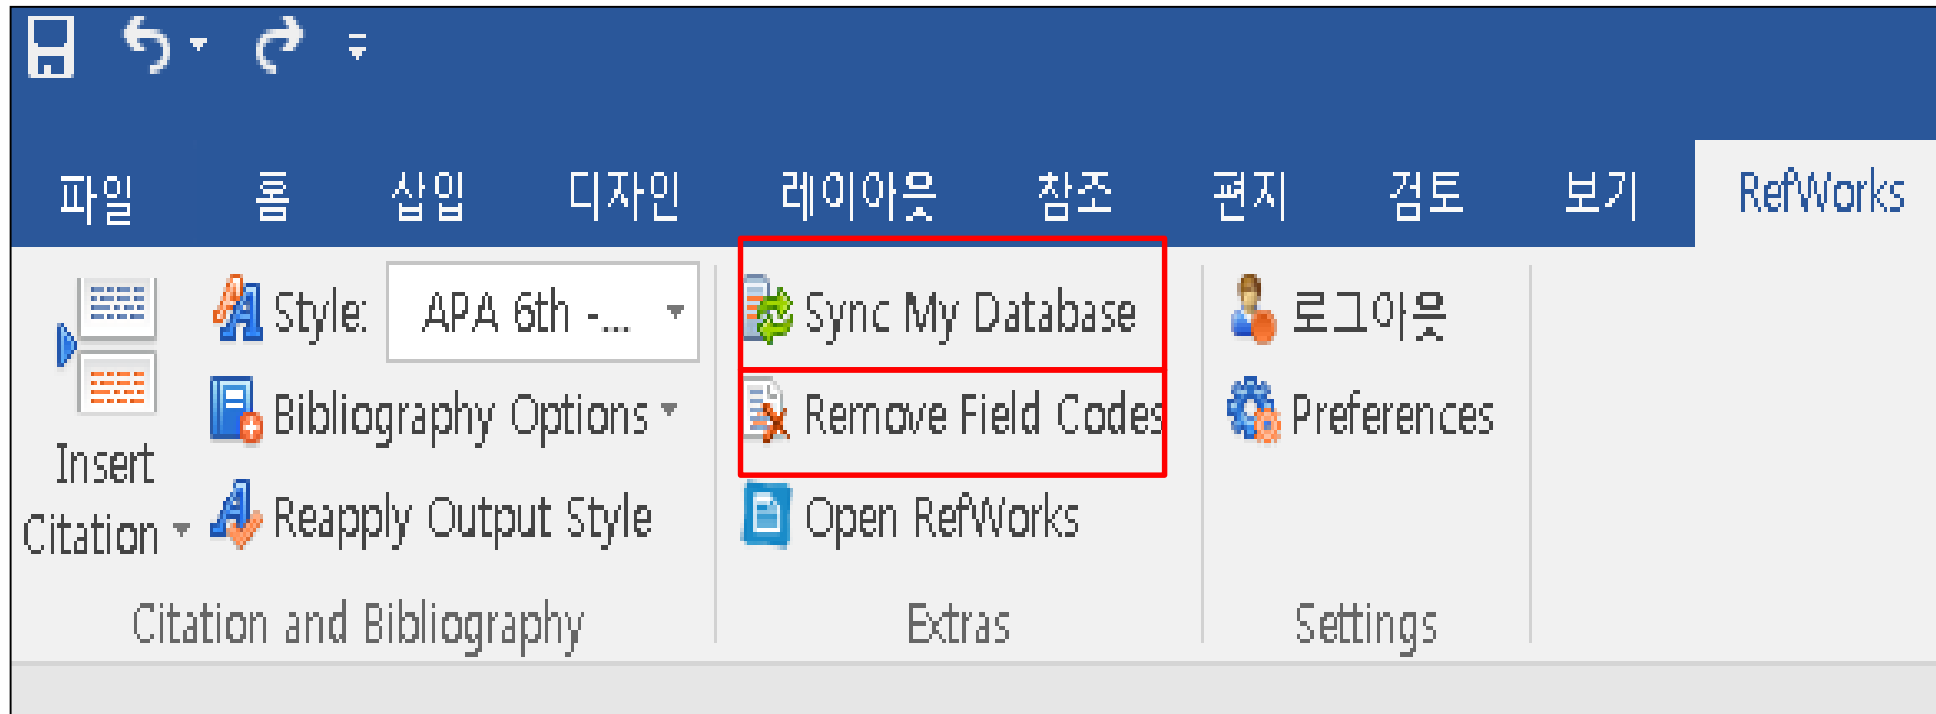 파일 홈 삽입 디자인 레이아웃 참조 편지 검토 보기 RefWorks
Insert Citation
Style: APA 6th -...
Bibliography Options
Reapply Output Style
Citation and Bibliography
Sync My Database
Remove Field Codes
Open RefWorks
Extras
로그아웃
Preferences
Settings